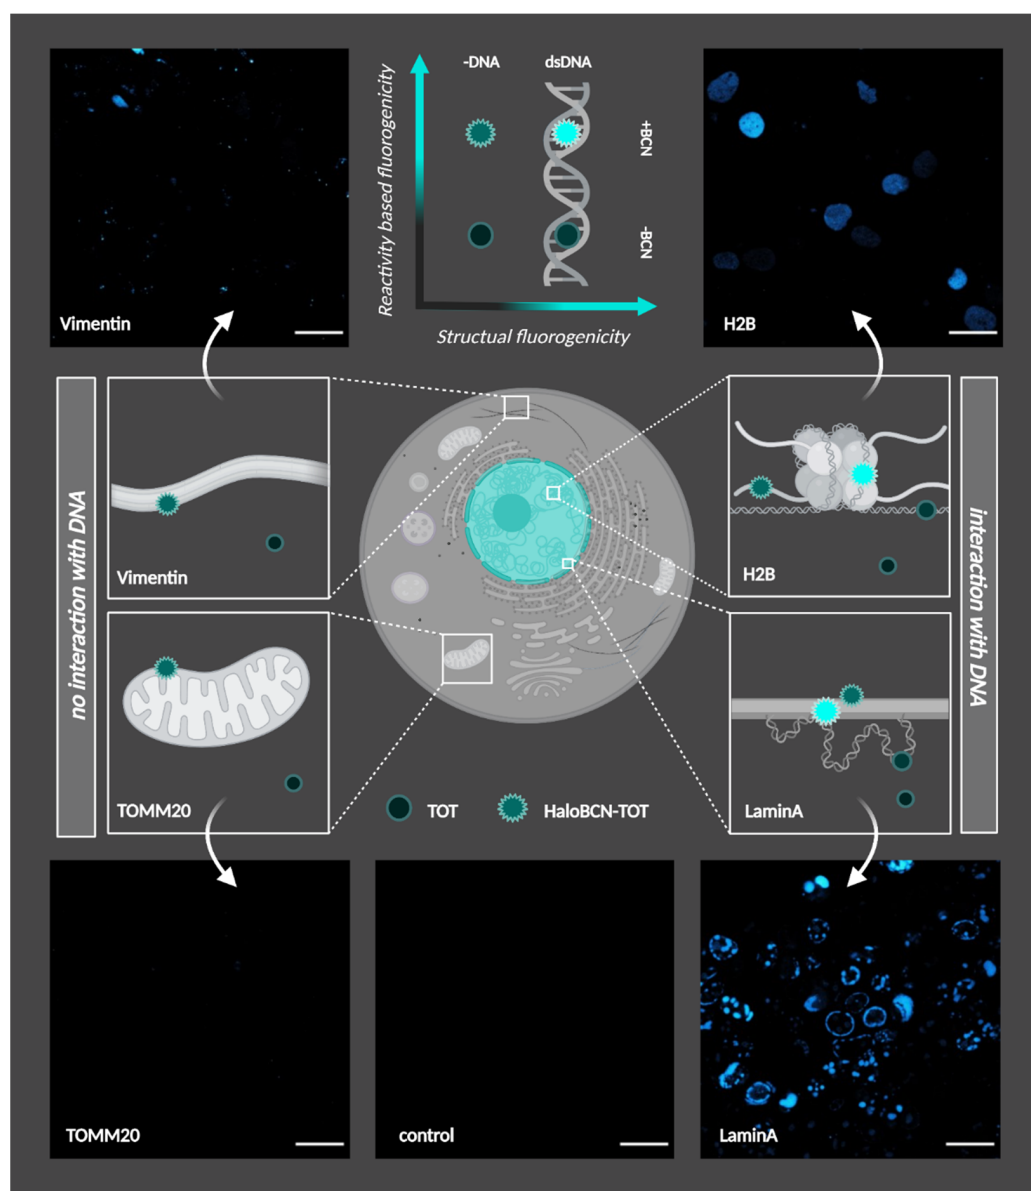 -DNA
dsDNA
Reactivity based fluorogenicity
+BCN
-BCN
Structual fluorogenicity
Vimentin
H2B
no interaction with DNA
Vimentin
H2B
interaction with DNA
TOMM20
TOT
HaloBCN-TOT
LaminA
TOMM20
control
LaminA